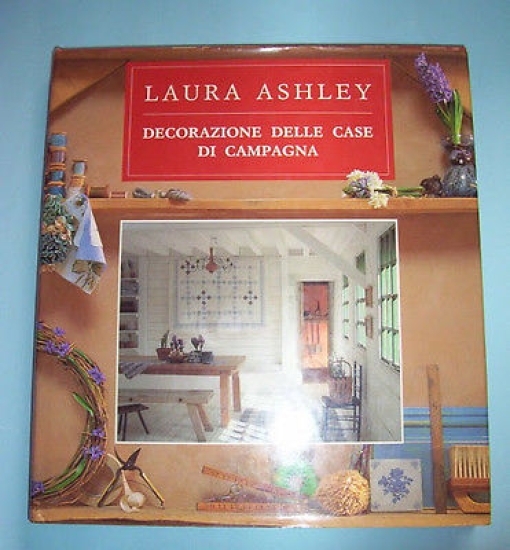 LAURA ASHLEY
DECORAZIONE DELLE CASE
DI CAMPAGNA